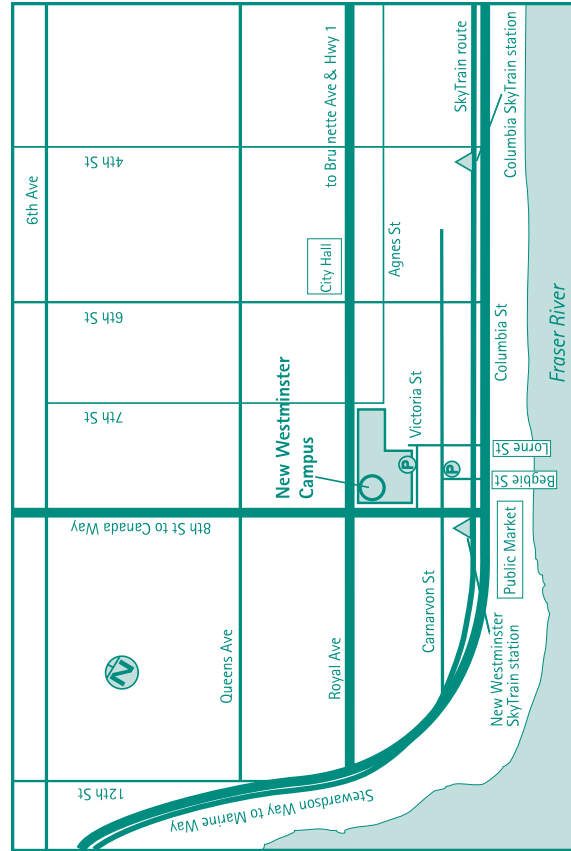 6th Ave
4th St
6th St
7th St
8th St to Canada Way
12th St
N
Queens Ave
Royal Ave
to Brunette Ave & Hwy 1
City Hall
Agnes St
New Westminster
Campus
Victoria St
P
P
Carnarvon St
Stewardson Way to Marine Way
SkyTrain route
Columbia SkyTrain station
Columbia St
Lorne St
Begbie St
Public Market
New Westminster
SkyTrain station
Fraser River